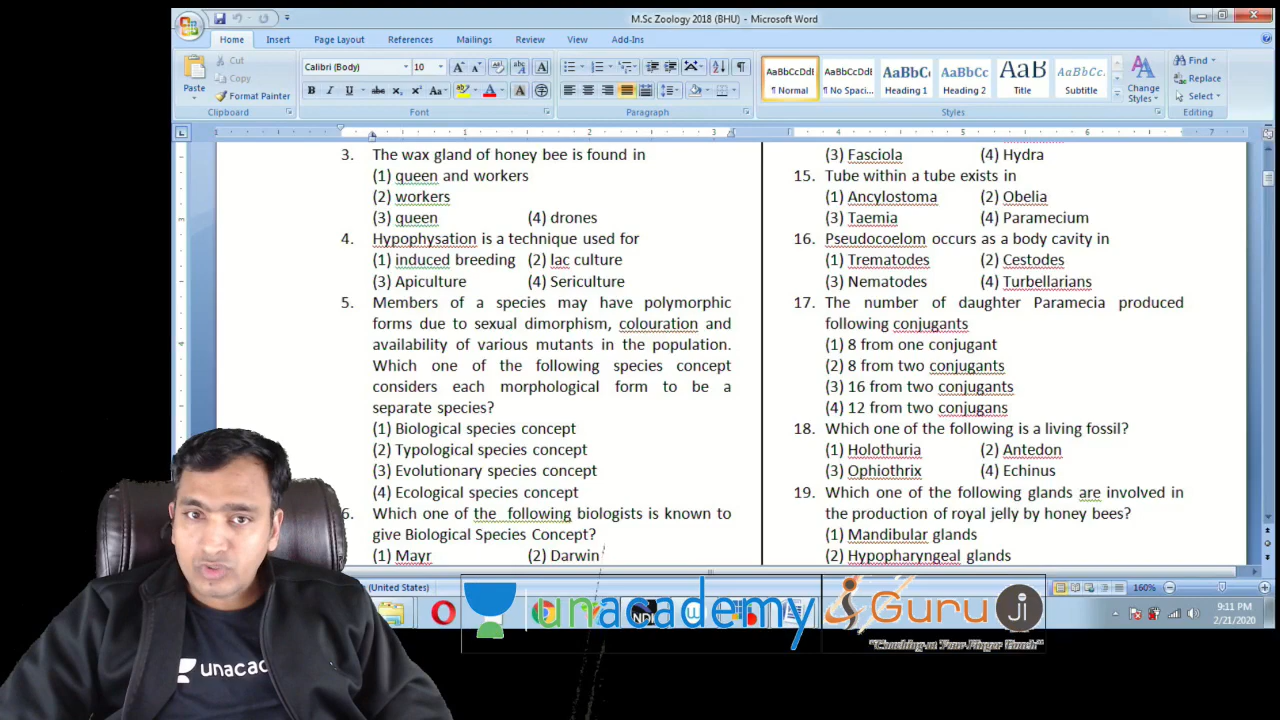 M.Sc Zoology 2018 (BHU) - Microsoft Word
Home Insert Page Layout References Mailings Review View Add-Ins
Paste
Cut
Copy
Format Painter
Clipboard
Calibri (Body) 10
Font
Paragraph
AaBbCcDdE AaBbCcDdE AaBbCc AaBbCc AaB AaBbCc.
¶ Normal ¶ No Spaci... Heading 1 Heading 2 Title Subtitle
Change Styles
Styles
Find
Replace
Select
Editing
3. The wax gland of honey bee is found in
(1) queen and workers
(2) workers
(3) queen (4) drones
4. Hypophysation is a technique used for
(1) induced breeding (2) lac culture
(3) Apiculture (4) Sericulture
5. Members of a species may have polymorphic
forms due to sexual dimorphism, colouration and
availability of various mutants in the population.
Which one of the following species concept
considers each morphological form to be a
separate species?
(1) Biological species concept
(2) Typological species concept
(3) Evolutionary species concept
(4) Ecological species concept
6. Which one of the following biologists is known to
give Biological Species Concept?
(1) Mayr (2) Darwin
(3) Fasciola (4) Hydra
15. Tube within a tube exists in
(1) Ancylostoma (2) Obelia
(3) Taemia (4) Paramecium
16. Pseudocoelom occurs as a body cavity in
(1) Trematodes (2) Cestodes
(3) Nematodes (4) Turbellarians
17. The number of daughter Paramecia produced
following conjugants
(1) 8 from one conjugant
(2) 8 from two conjugants
(3) 16 from two conjugants
(4) 12 from two conjugans
18. Which one of the following is a living fossil?
(1) Holothuria (2) Antedon
(3) Ophiothrix (4) Echinus
19. Which one of the following glands are involved in
the production of royal jelly by honey bees?
(1) Mandibular glands
(2) Hypopharyngeal glands
(United States)
160%
unacademy
Guru Ji
"Coaching at Your Finger Touch"
9:11 PM
2/21/2020
unacad